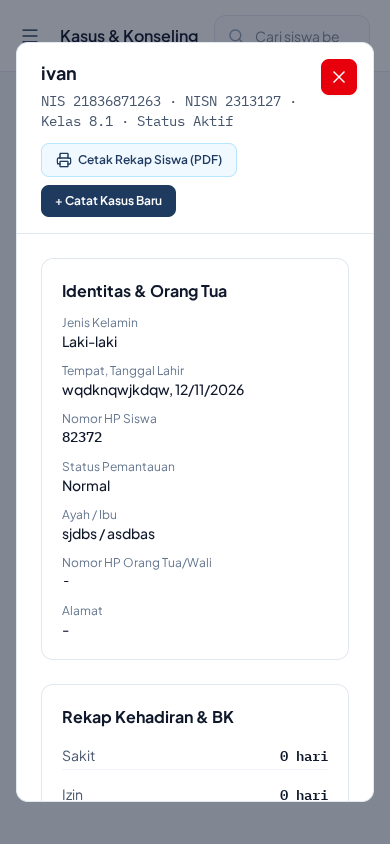 Kasus & Konseling
Cari siswa be
ivan
NIS 21836871263 · NISN 2313127 ·
Kelas 8.1 · Status Aktif
Cetak Rekap Siswa (PDF)
+ Catat Kasus Baru
Identitas & Orang Tua
Jenis Kelamin
Laki-laki
Tempat, Tanggal Lahir
wqdknqwjkdqw, 12/11/2026
Nomor HP Siswa
82372
Status Pemantauan
Normal
Ayah / Ibu
sjdbs / asdbas
Nomor HP Orang Tua/Wali
-
Alamat
-
Rekap Kehadiran & BK
Sakit 0 hari
Izin 0 hari